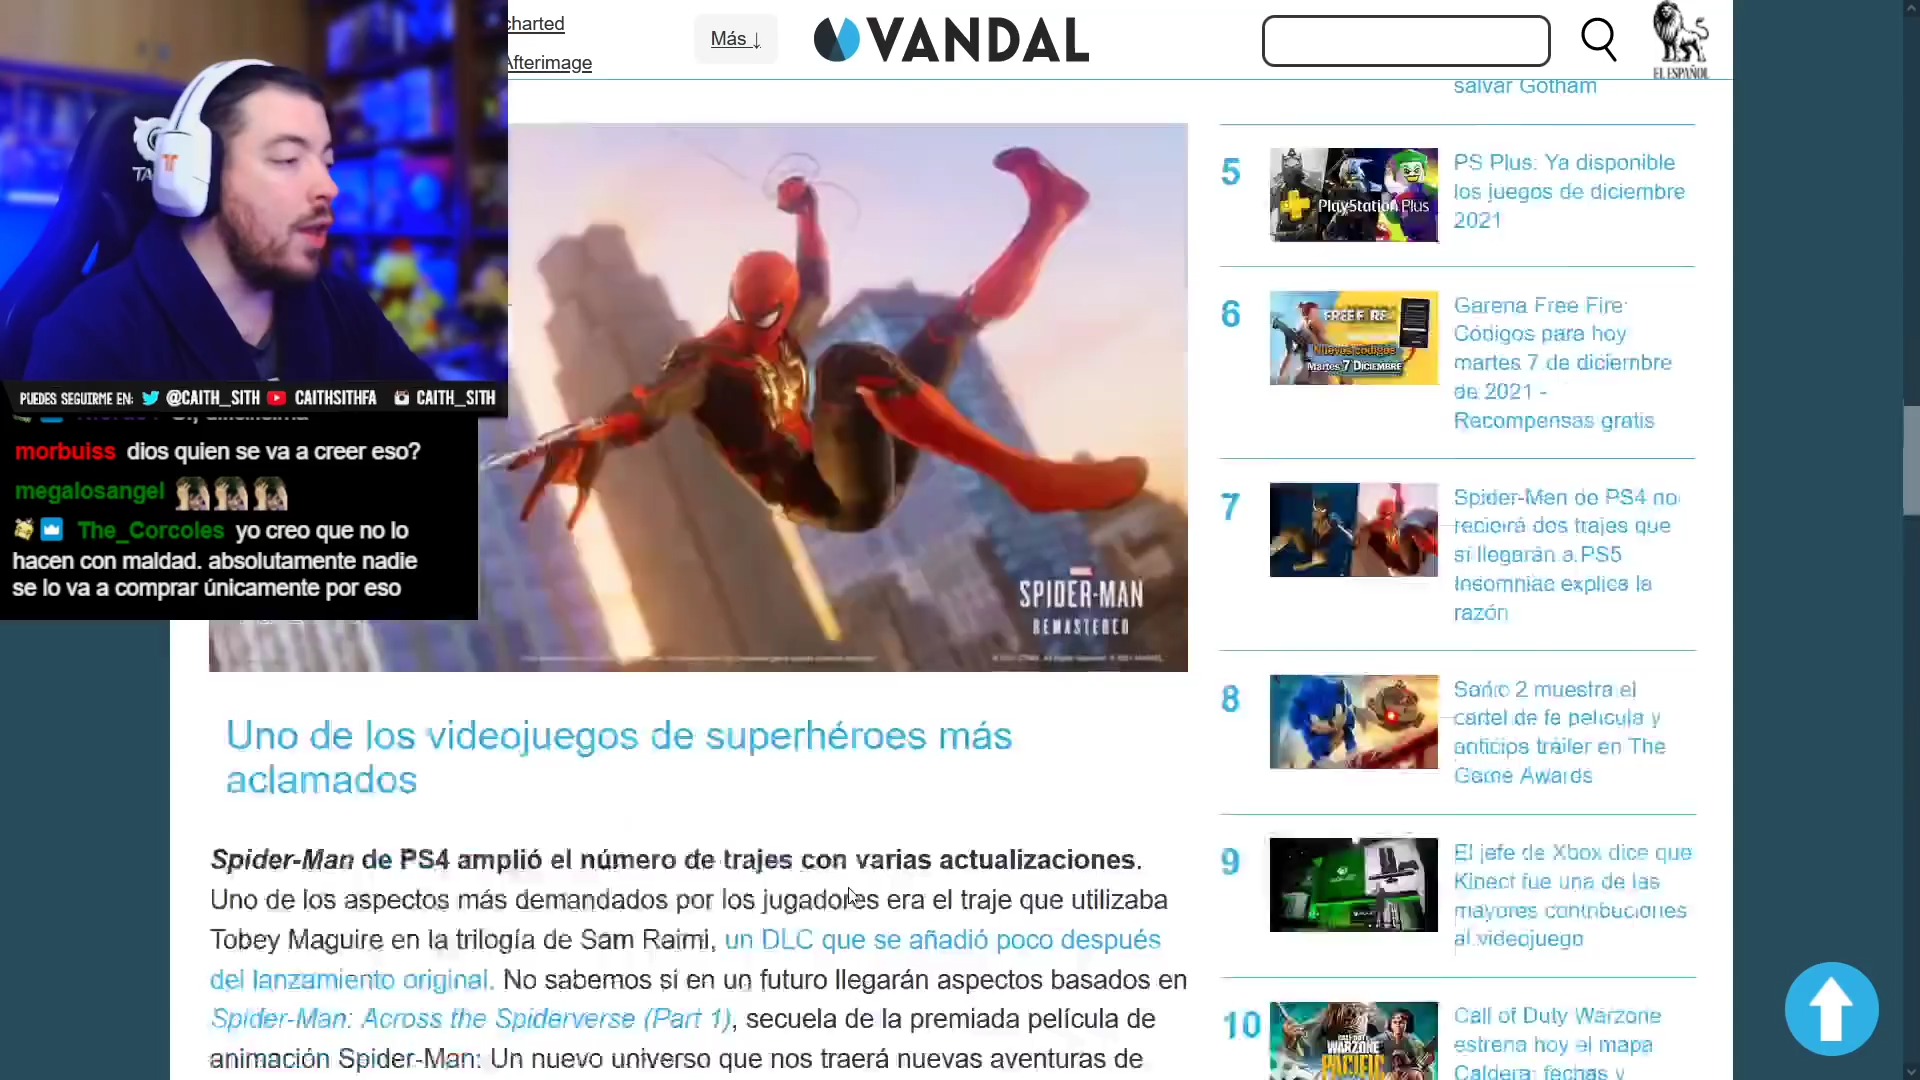 charted
Afterimage
Más ↓
VANDAL
EL ESPAÑOL
TA
PUEDES SEGUIRME EN: @CAITH_SITH CAITHSITHFA CAITH_SITH
morbuiss dios quien se va a creer eso?
megalosangel
The_Corcoles yo creo que no lo
hacen con maldad. absolutamente nadie
se lo va a comprar únicamente por eso
MARVEL
SPIDER-MAN
REMASTERED
Uno de los videojuegos de superhéroes más
aclamados
Spider-Man de PS4 amplió el número de trajes con varias actualizaciones.
Uno de los aspectos más demandados por los jugadores era el traje que utilizaba
Tobey Maguire en la trilogía de Sam Raimi, un DLC que se añadió poco después
del lanzamiento original. No sabemos si en un futuro llegarán aspectos basados en
Spider-Man: Across the Spiderverse (Part 1), secuela de la premiada película de
animación Spider-Man: Un nuevo universo que nos traerá nuevas aventuras de
salvar Gotham
5
PlayStation Plus
PS Plus: Ya disponible
los juegos de diciembre
2021
6
FREE FIRE
Nuevos codigos
Martes 7 Diciembre
Garena Free Fire:
Códigos para hoy
martes 7 de diciembre
de 2021 -
Recompensas gratis
7
Spider-Man de PS4 no
recibirá dos trajes que
sí llegarán a PS5
Insomniac explica la
razón
8
Sonic 2 muestra el
cartel de la película y
anticipa tráiler en The
Game Awards
9
El jefe de Xbox dice que
Kinect fue una de las
mayores contribuciones
al videojuego
10
WARZONE
PACIFIC
Call of Duty Warzone
estrena hoy el mapa
Caldera: fechas y